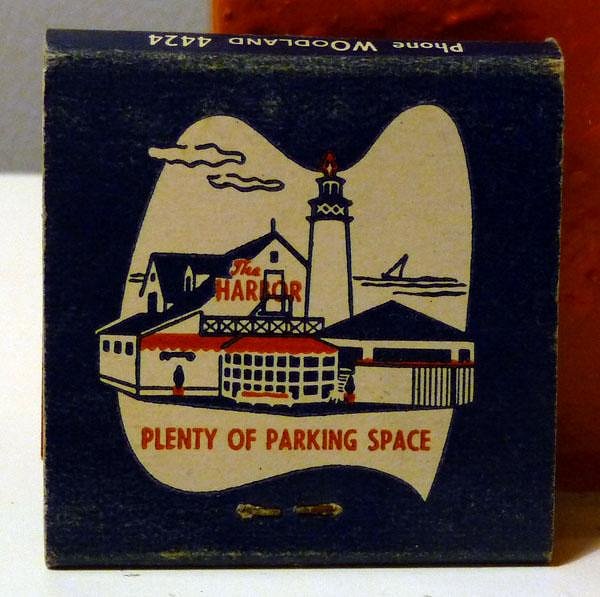 Phone WOODLAND 4424
The
HARBOR
PLENTY OF PARKING SPACE